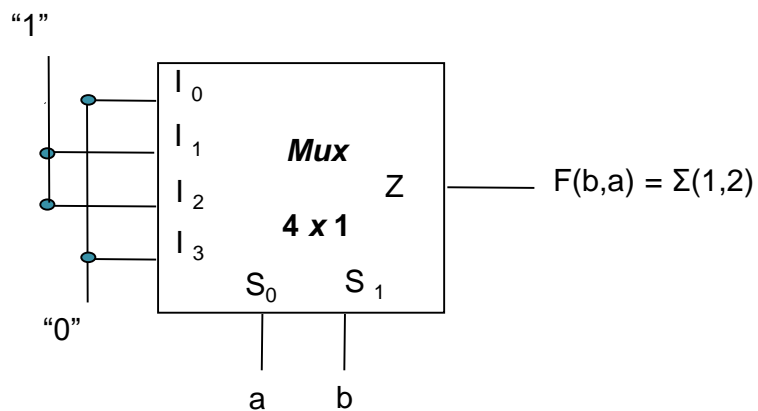 “1”
I 0
I 1
Mux
I 2
Z
F(b,a) = Σ(1,2)
4 x 1
I 3
S0
S 1
“0”
a
b